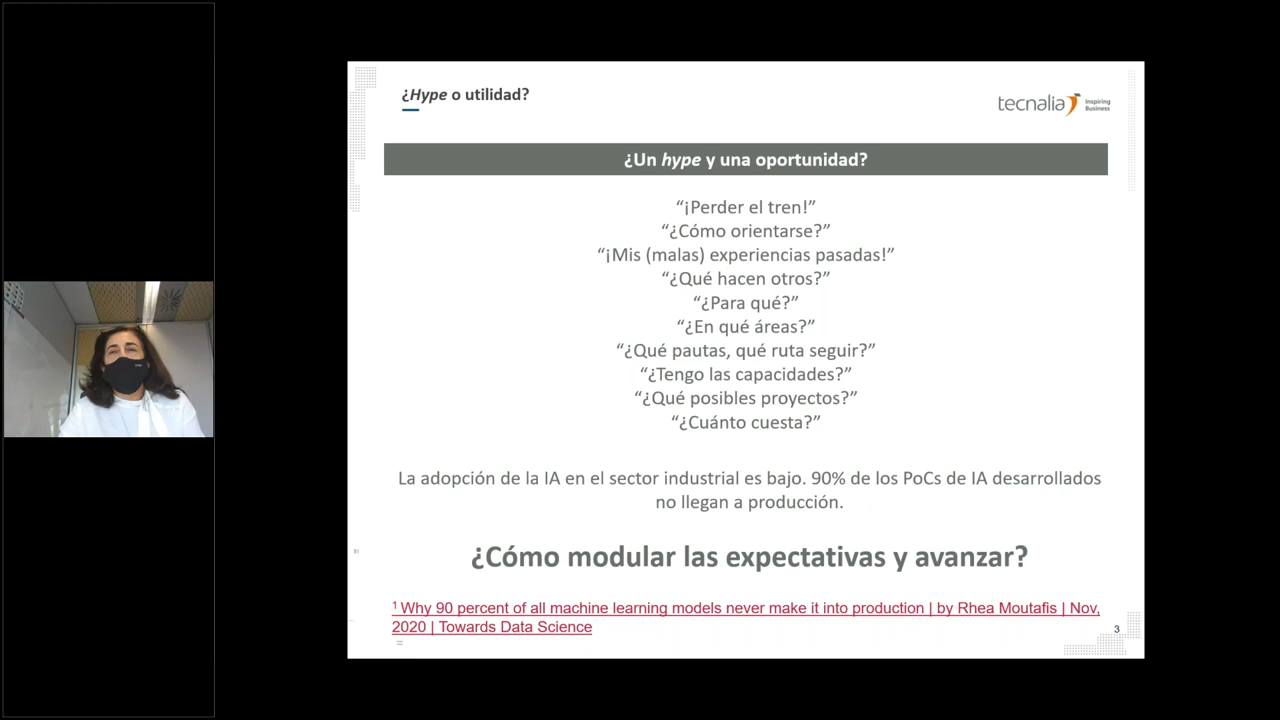 ¿Hype o utilidad?
tecnalia Inspiring Business
¿Un hype y una oportunidad?
“¡Perder el tren!”
“¿Cómo orientarse?”
“¡Mis (malas) experiencias pasadas!”
“¿Qué hacen otros?”
“¿Para qué?”
“¿En qué áreas?”
“¿Qué pautas, qué ruta seguir?”
“¿Tengo las capacidades?”
“¿Qué posibles proyectos?”
“¿Cuánto cuesta?”
La adopción de la IA en el sector industrial es bajo. 90% de los PoCs de IA desarrollados
no llegan a producción.
¿Cómo modular las expectativas y avanzar?
¹ Why 90 percent of all machine learning models never make it into production | by Rhea Moutafis | Nov,
2020 | Towards Data Science
3